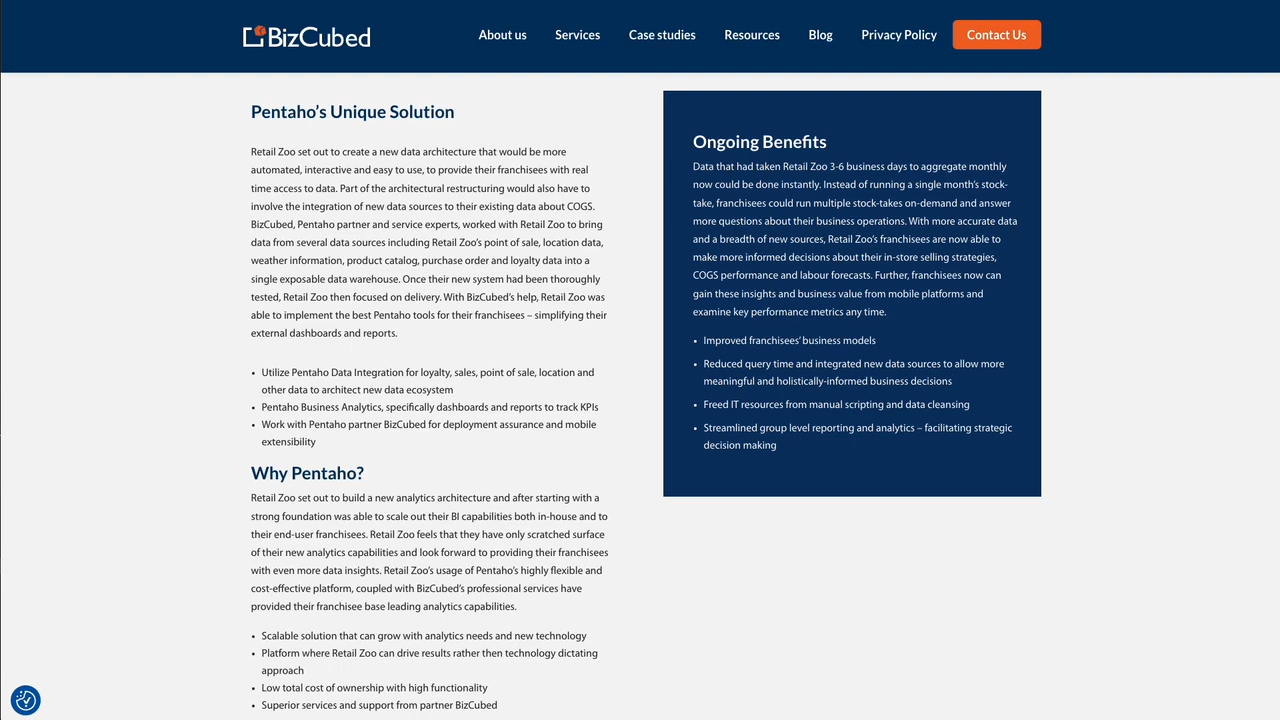 BizCubed
About us
Services
Case studies
Resources
Blog
Privacy Policy
Contact Us
Pentaho’s Unique Solution
Retail Zoo set out to create a new data architecture that would be more
automated, interactive and easy to use, to provide their franchisees with real
time access to data. Part of the architectural restructuring would also have to
involve the integration of new data sources to their existing data about COGS.
BizCubed, Pentaho partner and service experts, worked with Retail Zoo to bring
data from several data sources including Retail Zoo’s point of sale, location data,
weather information, product catalog, purchase order and loyalty data into a
single exposable data warehouse. Once their new system had been thoroughly
tested, Retail Zoo then focused on delivery. With BizCubed’s help, Retail Zoo was
able to implement the best Pentaho tools for their franchisees – simplifying their
external dashboards and reports.
• Utilize Pentaho Data Integration for loyalty, sales, point of sale, location and
other data to architect new data ecosystem
• Pentaho Business Analytics, specifically dashboards and reports to track KPIs
• Work with Pentaho partner BizCubed for deployment assurance and mobile
extensibility
Why Pentaho?
Retail Zoo set out to build a new analytics architecture and after starting with a
strong foundation was able to scale out their BI capabilities both in-house and to
their end-user franchisees. Retail Zoo feels that they have only scratched surface
of their new analytics capabilities and look forward to providing their franchisees
with even more data insights. Retail Zoo’s usage of Pentaho’s highly flexible and
cost-effective platform, coupled with BizCubed’s professional services have
provided their franchisee base leading analytics capabilities.
• Scalable solution that can grow with analytics needs and new technology
• Platform where Retail Zoo can drive results rather then technology dictating
approach
• Low total cost of ownership with high functionality
• Superior services and support from partner BizCubed
Ongoing Benefits
Data that had taken Retail Zoo 3-6 business days to aggregate monthly
now could be done instantly. Instead of running a single month’s stock-
take, franchisees could run multiple stock-takes on-demand and answer
more questions about their business operations. With more accurate data
and a breadth of new sources, Retail Zoo’s franchisees are now able to
make more informed decisions about their in-store selling strategies,
COGS performance and labour forecasts. Further, franchisees now can
gain these insights and business value from mobile platforms and
examine key performance metrics any time.
• Improved franchisees’ business models
• Reduced query time and integrated new data sources to allow more
meaningful and holistically-informed business decisions
• Freed IT resources from manual scripting and data cleansing
• Streamlined group level reporting and analytics – facilitating strategic
decision making